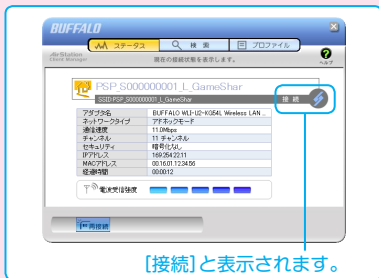 BUFFALO
AirStation
Client Manager
ステータス
検索
プロファイル
現在の接続状態を表示します。
?
ヘルプ
PSP_S000000001_L_GameShar
SSID:PSP_S000000001_L_GameShar
接続
アダプタ名 BUFFALO WLI-U2-KG54L Wireless LAN ...
ネットワークタイプ アドホックモード
通信速度 11.0Mbps
チャンネル 11 チャンネル
セキュリティ 暗号化なし
IPアドレス 169.254.22.11
MACアドレス 00:16:01:12:34:56
経過時間 00:00:12
電波受信強度
再接続
[接続]と表示されます。